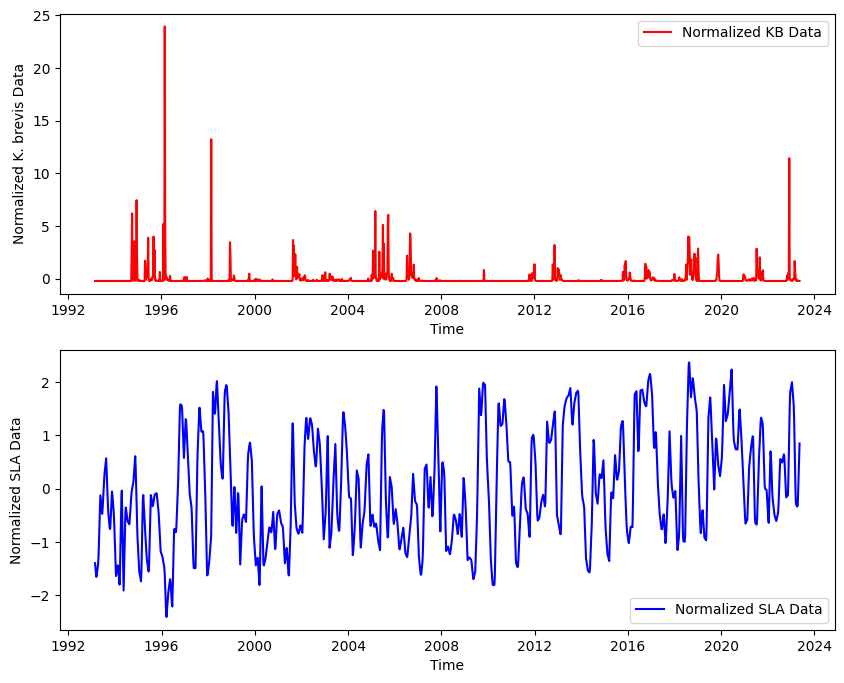 Normalized K. brevis Data
25
20
15
10
5
0
Normalized KB Data
1992 1996 2000 2004 2008 2012 2016 2020 2024
Time
Normalized SLA Data
2
1
0
−1
−2
Normalized SLA Data
1992 1996 2000 2004 2008 2012 2016 2020 2024
Time